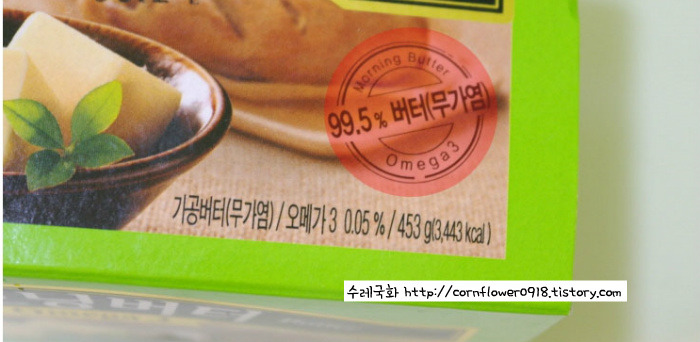 Morning Butter
99.5% 버터(무가염)
Omega3
가공버터(무가염) / 오메가 3 0.05 % / 453 g(3,443 kcal)
수레국화 http://cornflower0918.tistory.com